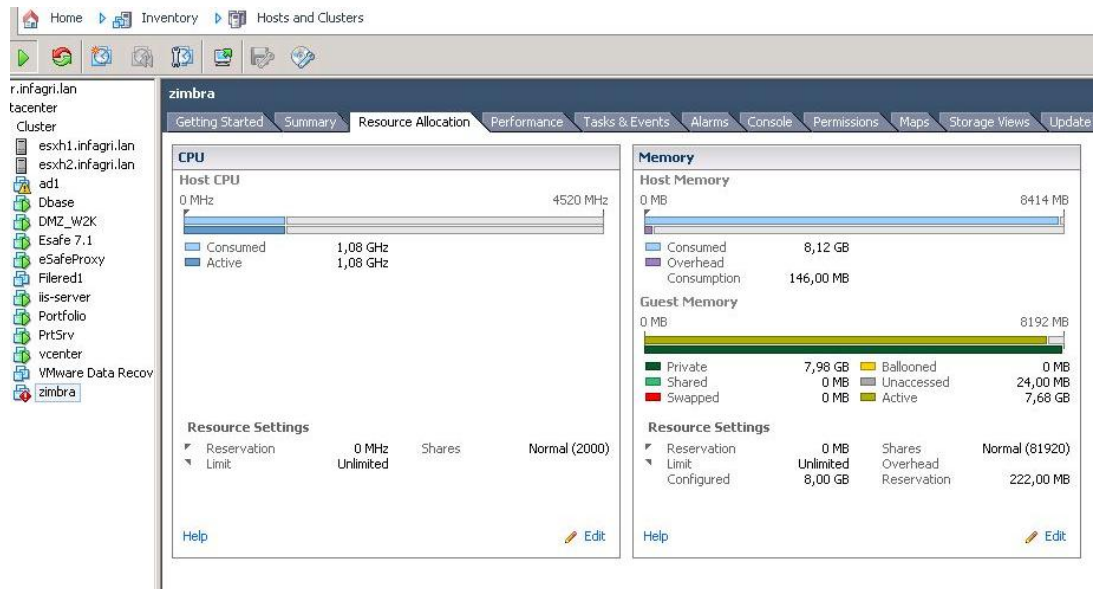 Home Inventory Hosts and Clusters
r.infagri.lan
tacenter
Cluster
esxh1.infagri.lan
esxh2.infagri.lan
ad1
Dbase
DMZ_W2K
Esafe 7.1
eSafeProxy
Filered1
iis-server
Portfolio
PrtSrv
vcenter
VMware Data Recov
zimbra
zimbra
Getting Started Summary Resource Allocation Performance Tasks & Events Alarms Console Permissions Maps Storage Views Update
CPU
Host CPU
0 MHz 4520 MHz
Consumed 1,08 GHz
Active 1,08 GHz
Resource Settings
Reservation 0 MHz Shares Normal (2000)
Limit Unlimited
Help Edit
Memory
Host Memory
0 MB 8414 MB
Consumed 8,12 GB
Overhead
Consumption 146,00 MB
Guest Memory
0 MB 8192 MB
Private 7,98 GB Ballooned 0 MB
Shared 0 MB Unaccessed 24,00 MB
Swapped 0 MB Active 7,68 GB
Resource Settings
Reservation 0 MB Shares Normal (81920)
Limit Unlimited Overhead
Configured 8,00 GB Reservation 222,00 MB
Help Edit